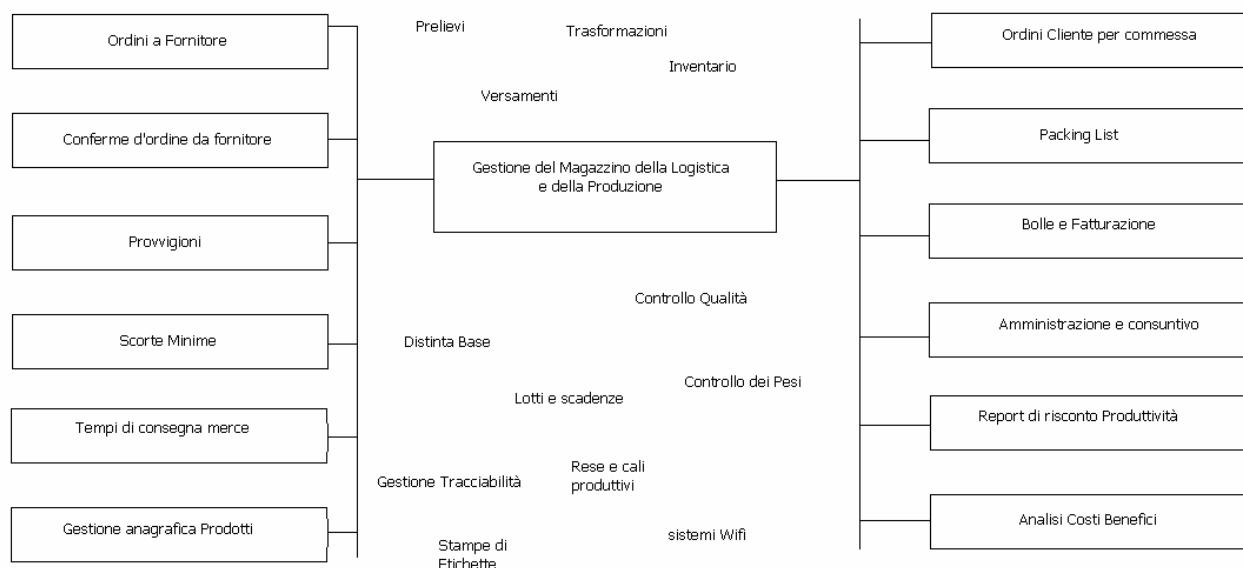 Ordini a Fornitore
Conferme d'ordine da fornitore
Provvigioni
Scorte Minime
Tempi di consegna merce
Gestione anagrafica Prodotti
Prelievi
Trasformazioni
Inventario
Versamenti
Gestione del Magazzino della Logistica
e della Produzione
Controllo Qualità
Distinta Base
Controllo dei Pesi
Lotti e scadenze
Rese e cali
produttivi
Gestione Tracciabilità
sistemi Wifi
Stampe di
Etichette
Ordini Cliente per commessa
Packing List
Bolle e Fatturazione
Amministrazione e consuntivo
Report di risconto Produttività
Analisi Costi Benefici